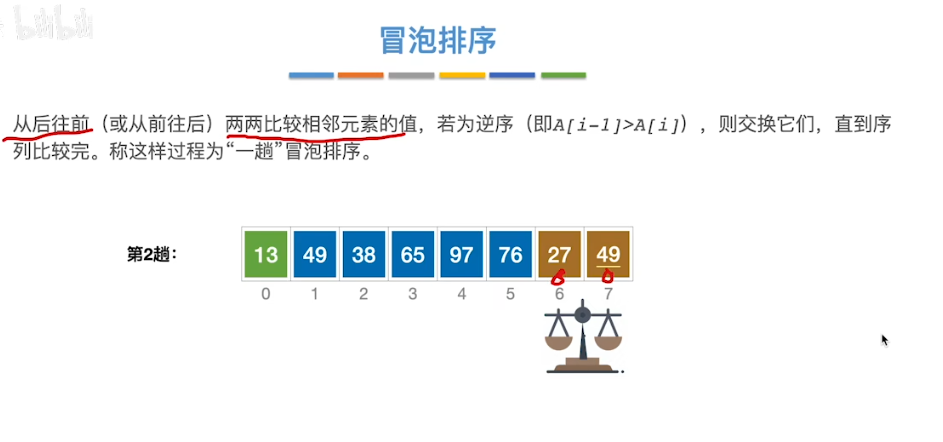 bilibili
冒泡排序
从后往前（或从前往后）两两比较相邻元素的值，若为逆序（即A[i-1]>A[i]），则交换它们，直到序
列比较完。称这样过程为“一趟”冒泡排序。
第2趟：
13 49 38 65 97 76 27 49
0 1 2 3 4 5 6 7